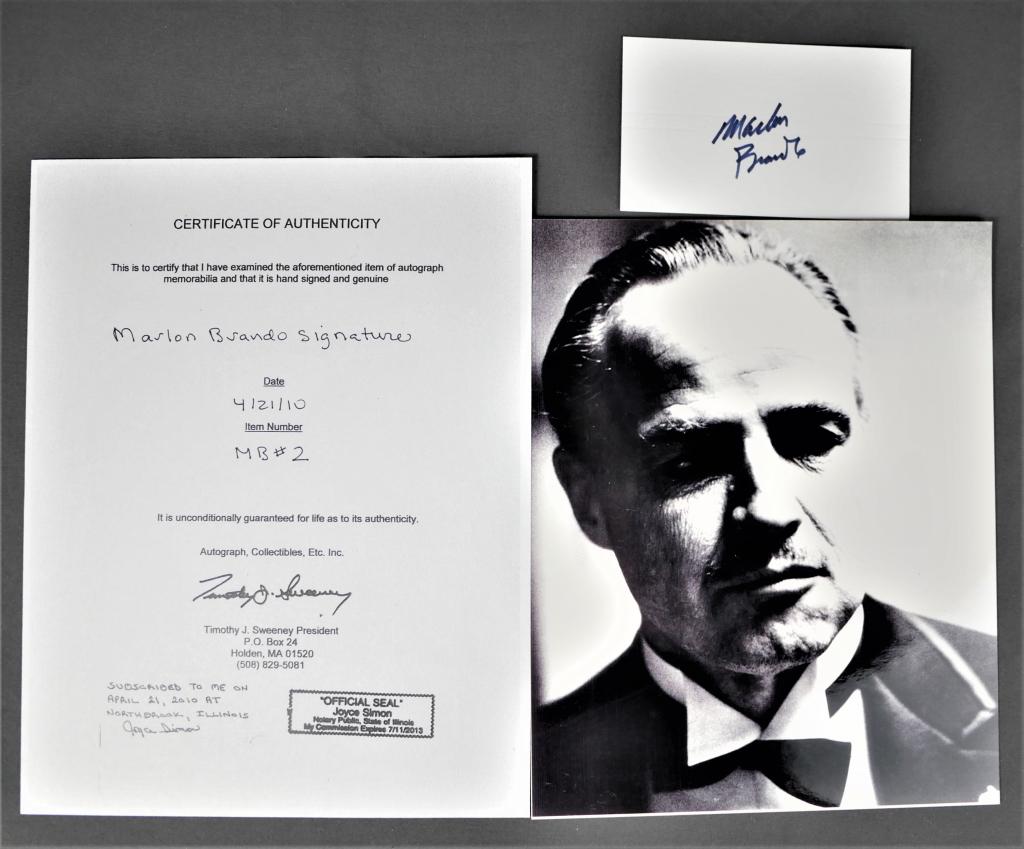 Marlon
Brando
CERTIFICATE OF AUTHENTICITY
This is to certify that I have examined the aforementioned item of autograph
memorabilia and that it is hand signed and genuine
Marlon Brando Signature
Date
4/21/10
Item Number
MB#2
It is unconditionally guaranteed for life as to its authenticity.
Autograph, Collectibles, Etc. Inc.
Timothy J. Sweeney
Timothy J. Sweeney President
P.O. Box 24
Holden, MA 01520
(508) 829-5081
SUBSCRIBED TO ME ON
APRIL 21, 2010 AT
NORTHBROOK, ILLINOIS
Joyce Simon
"OFFICIAL SEAL"
Joyce Simon
Notary Public, State of Illinois
My Commission Expires 7/11/2013